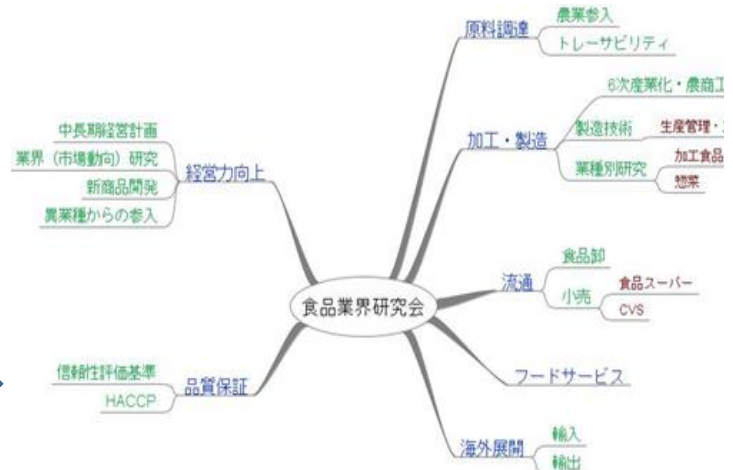 食品業界研究会
原料調達
農業参入
トレーサビリティ
加工・製造
6次産業化・農商工
製造技術
生産管理・
業種別研究
加工食品
惣菜
流通
食品卸
小売
食品スーパー
CVS
フードサービス
海外展開
輸入
輸出
経営力向上
中長期経営計画
業界(市場動向)研究
新商品開発
異業種からの参入
品質保証
信頼性評価基準
HACCP